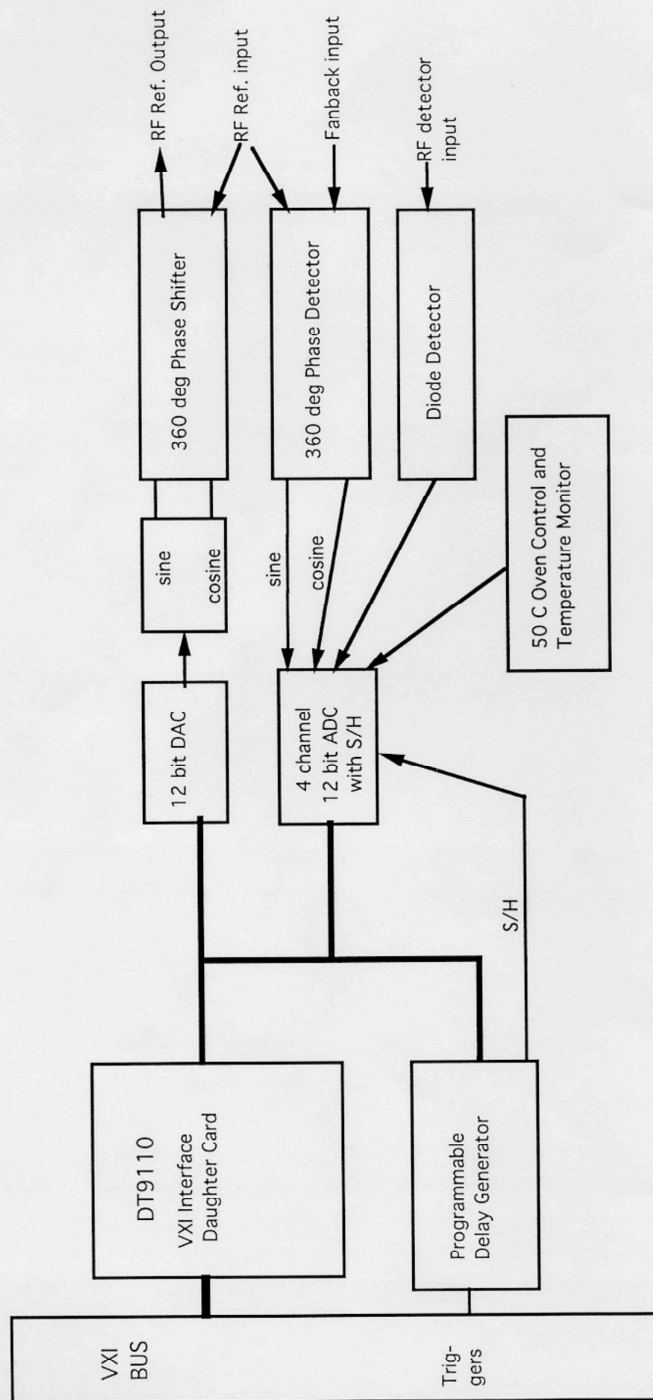 VXI
BUS
Trig-
gers
DT9110
VXI Interface
Daughter Card
Programmable
Delay Generator
S/H
12 bit DAC
4 channel
12 bit ADC
with S/H
sine
cosine
sine
cosine
360 deg Phase Shifter
360 deg Phase Detector
Diode Detector
50 C Oven Control and
Temperature Monitor
RF Ref. Output
RF Ref. input
Fanback input
RF detector
input